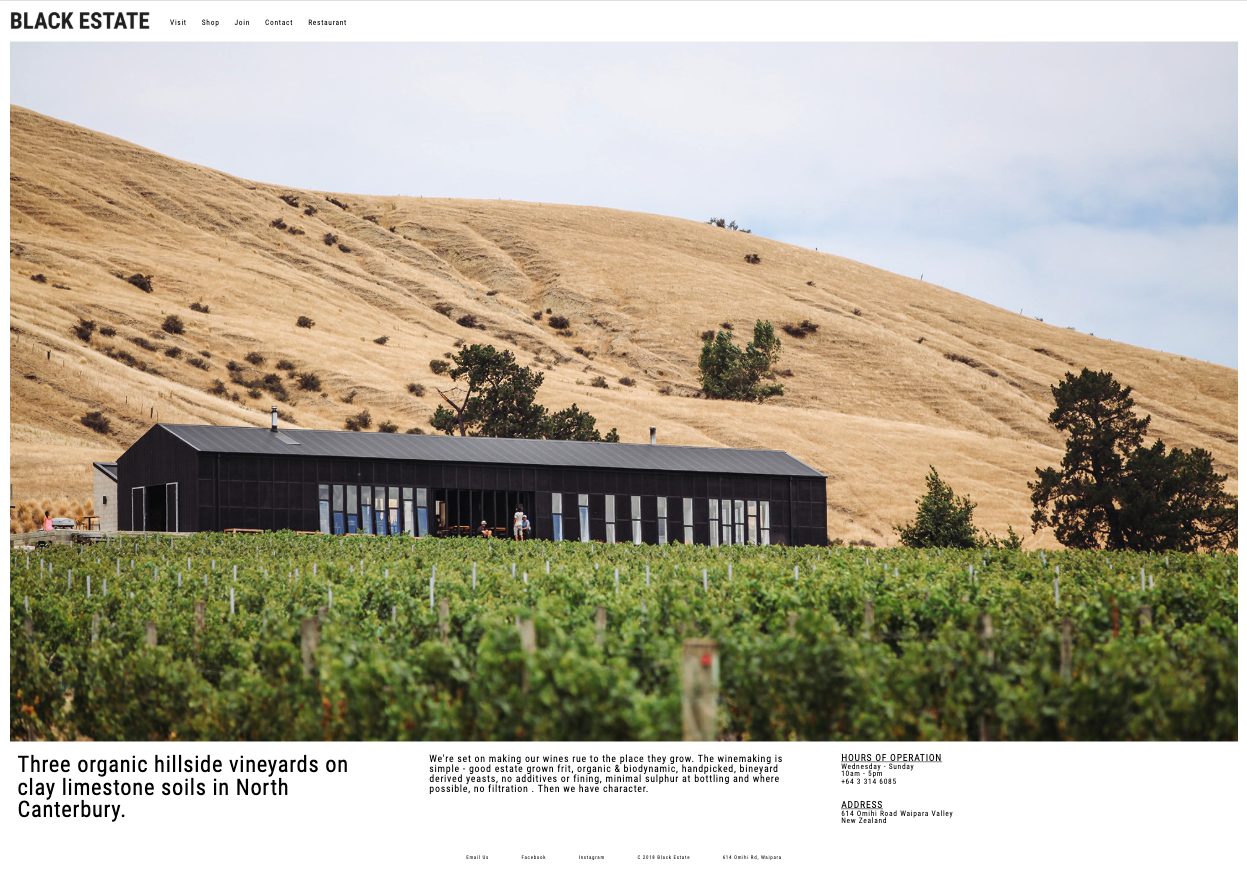 BLACK ESTATE
Visit Shop Join Contact Restaurant
Three organic hillside vineyards on
clay limestone soils in North
Canterbury.
We're set on making our wines rue to the place they grow. The winemaking is
simple - good estate grown frit, organic & biodynamic, handpicked, bineyard
derived yeasts, no additives or fining, minimal sulphur at bottling and where
possible, no filtration . Then we have character.
HOURS OF OPERATION
Wednesday - Sunday
10am - 5pm
+64 3 314 6085
ADDRESS
614 Omihi Road Waipara Valley
New Zealand
Email Us Facebook Instagram C 2018 Black Estate 614 Omihi Rd, Waipara